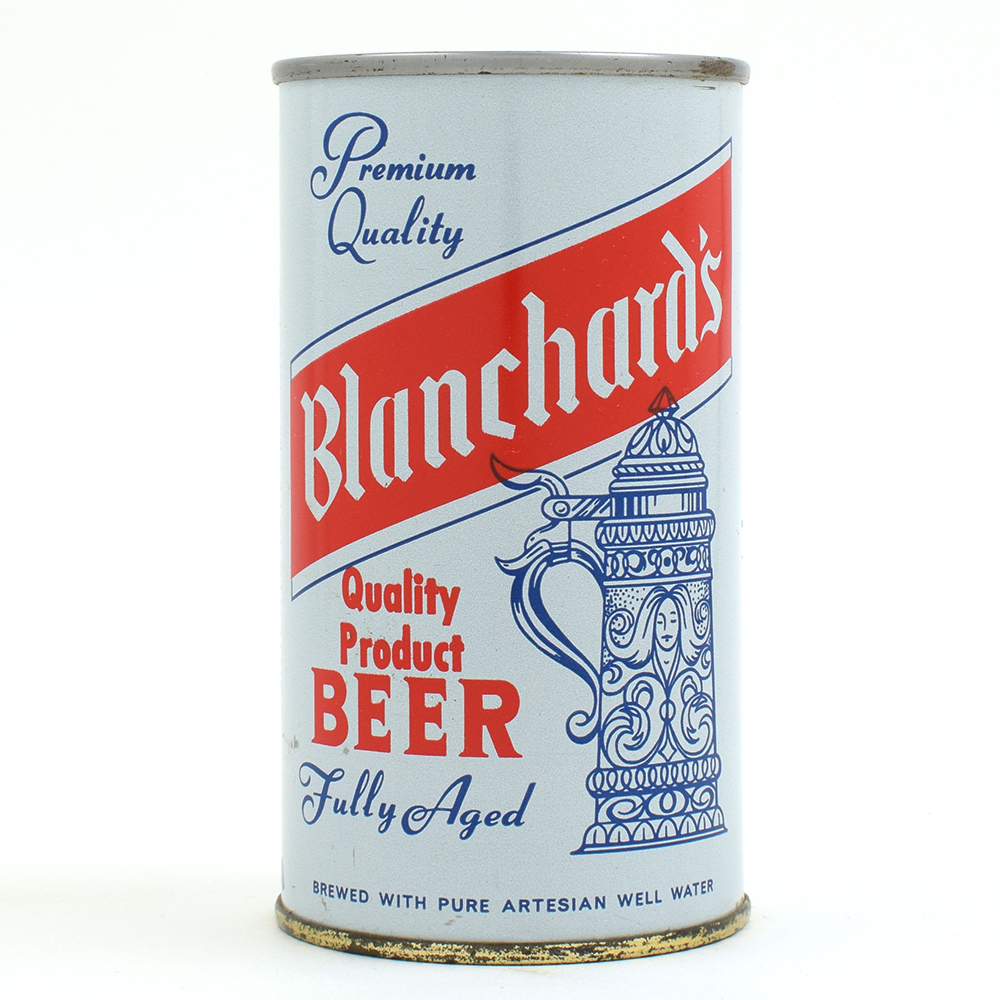 Premium
Quality
Blanchard's
Quality
Product
BEER
Fully Aged
BREWED WITH PURE ARTESIAN WELL WATER